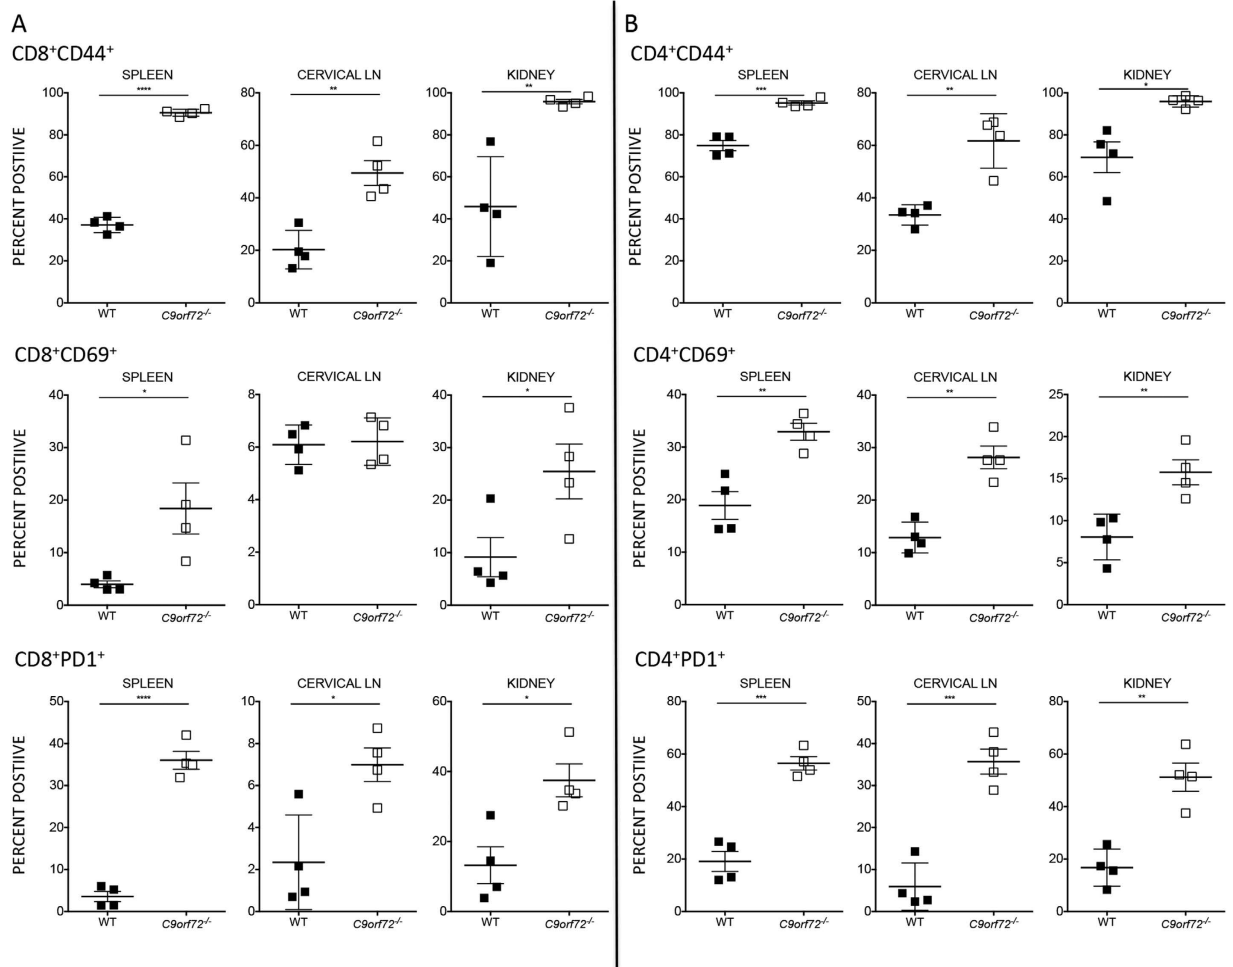 A
CD8⁺CD44⁺
SPLEEN CERVICAL LN KIDNEY
**** ** **
PERCENT POSTIIVE
100 80 60 40 20 0
80 60 40 20 0
100 80 60 40 20 0
WT C9orf72⁻/⁻ WT C9orf72⁻/⁻ WT C9orf72⁻/⁻
CD8⁺CD69⁺
SPLEEN CERVICAL LN KIDNEY
* *
PERCENT POSTIIVE
40 30 20 10 0
8 6 4 2 0
40 30 20 10 0
WT C9orf72⁻/⁻ WT C9orf72⁻/⁻ WT C9orf72⁻/⁻
CD8⁺PD1⁺
SPLEEN CERVICAL LN KIDNEY
**** * *
PERCENT POSTIIVE
50 40 30 20 10 0
10 8 6 4 2 0
60 40 20 0
WT C9orf72⁻/⁻ WT C9orf72⁻/⁻ WT C9orf72⁻/⁻
B
CD4⁺CD44⁺
SPLEEN CERVICAL LN KIDNEY
*** ** *
PERCENT POSTIIVE
100 80 60 40 20 0
80 60 40 20 0
100 80 60 40 20 0
WT C9orf72⁻/⁻ WT C9orf72⁻/⁻ WT C9orf72⁻/⁻
CD4⁺CD69⁺
SPLEEN CERVICAL LN KIDNEY
** ** **
PERCENT POSTIIVE
40 30 20 10 0
40 30 20 10 0
25 20 15 10 5 0
WT C9orf72⁻/⁻ WT C9orf72⁻/⁻ WT C9orf72⁻/⁻
CD4⁺PD1⁺
SPLEEN CERVICAL LN KIDNEY
*** *** **
PERCENT POSTIIVE
80 60 40 20 0
50 40 30 20 10 0
80 60 40 20 0
WT C9orf72⁻/⁻ WT C9orf72⁻/⁻ WT C9orf72⁻/⁻